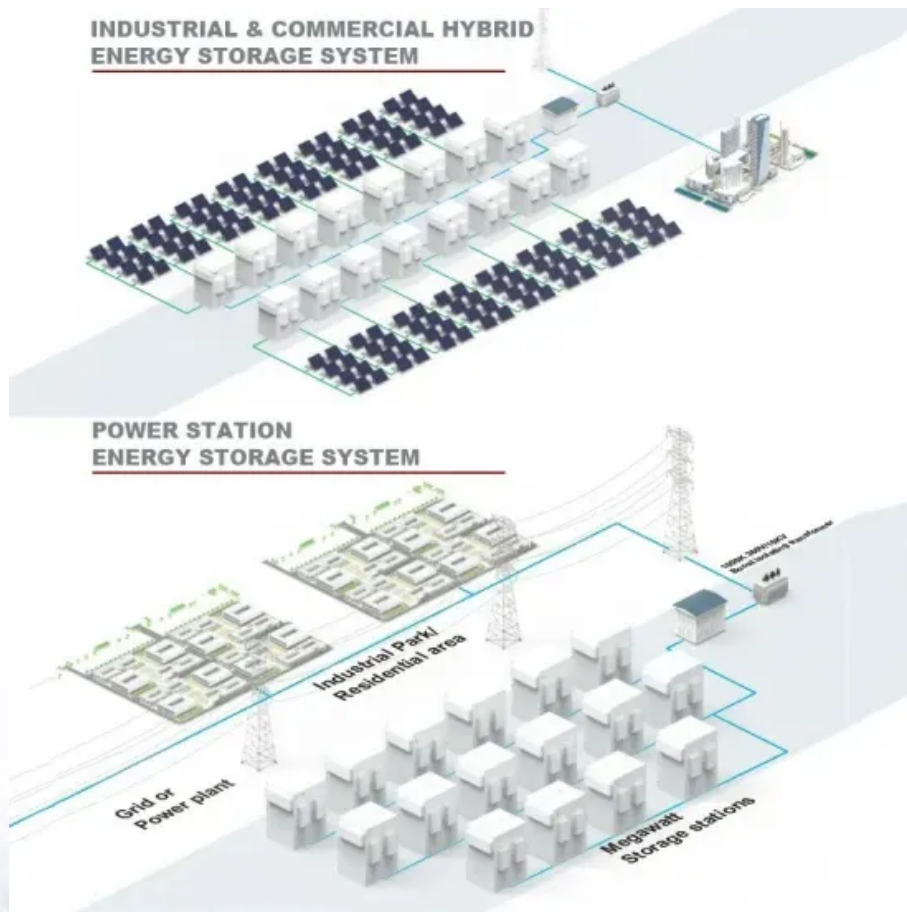 INDUSTRIAL & COMMERCIAL HYBRID
ENERGY STORAGE SYSTEM
POWER STATION
ENERGY STORAGE SYSTEM
Industrial Park/
Residential area
Grid or
Power plant
Megawatt
Storage stations